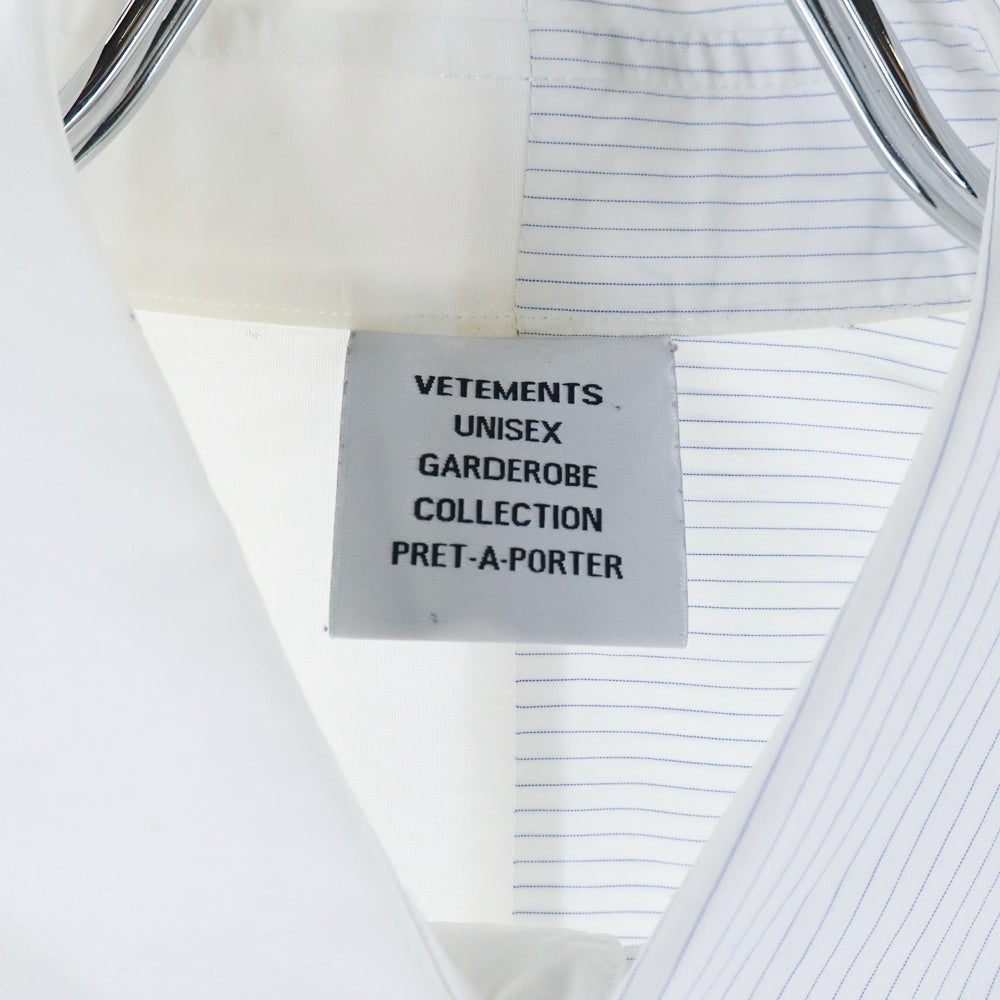 VETEMENTS
UNISEX
GARDEROBE
COLLECTION
PRET-A-PORTER